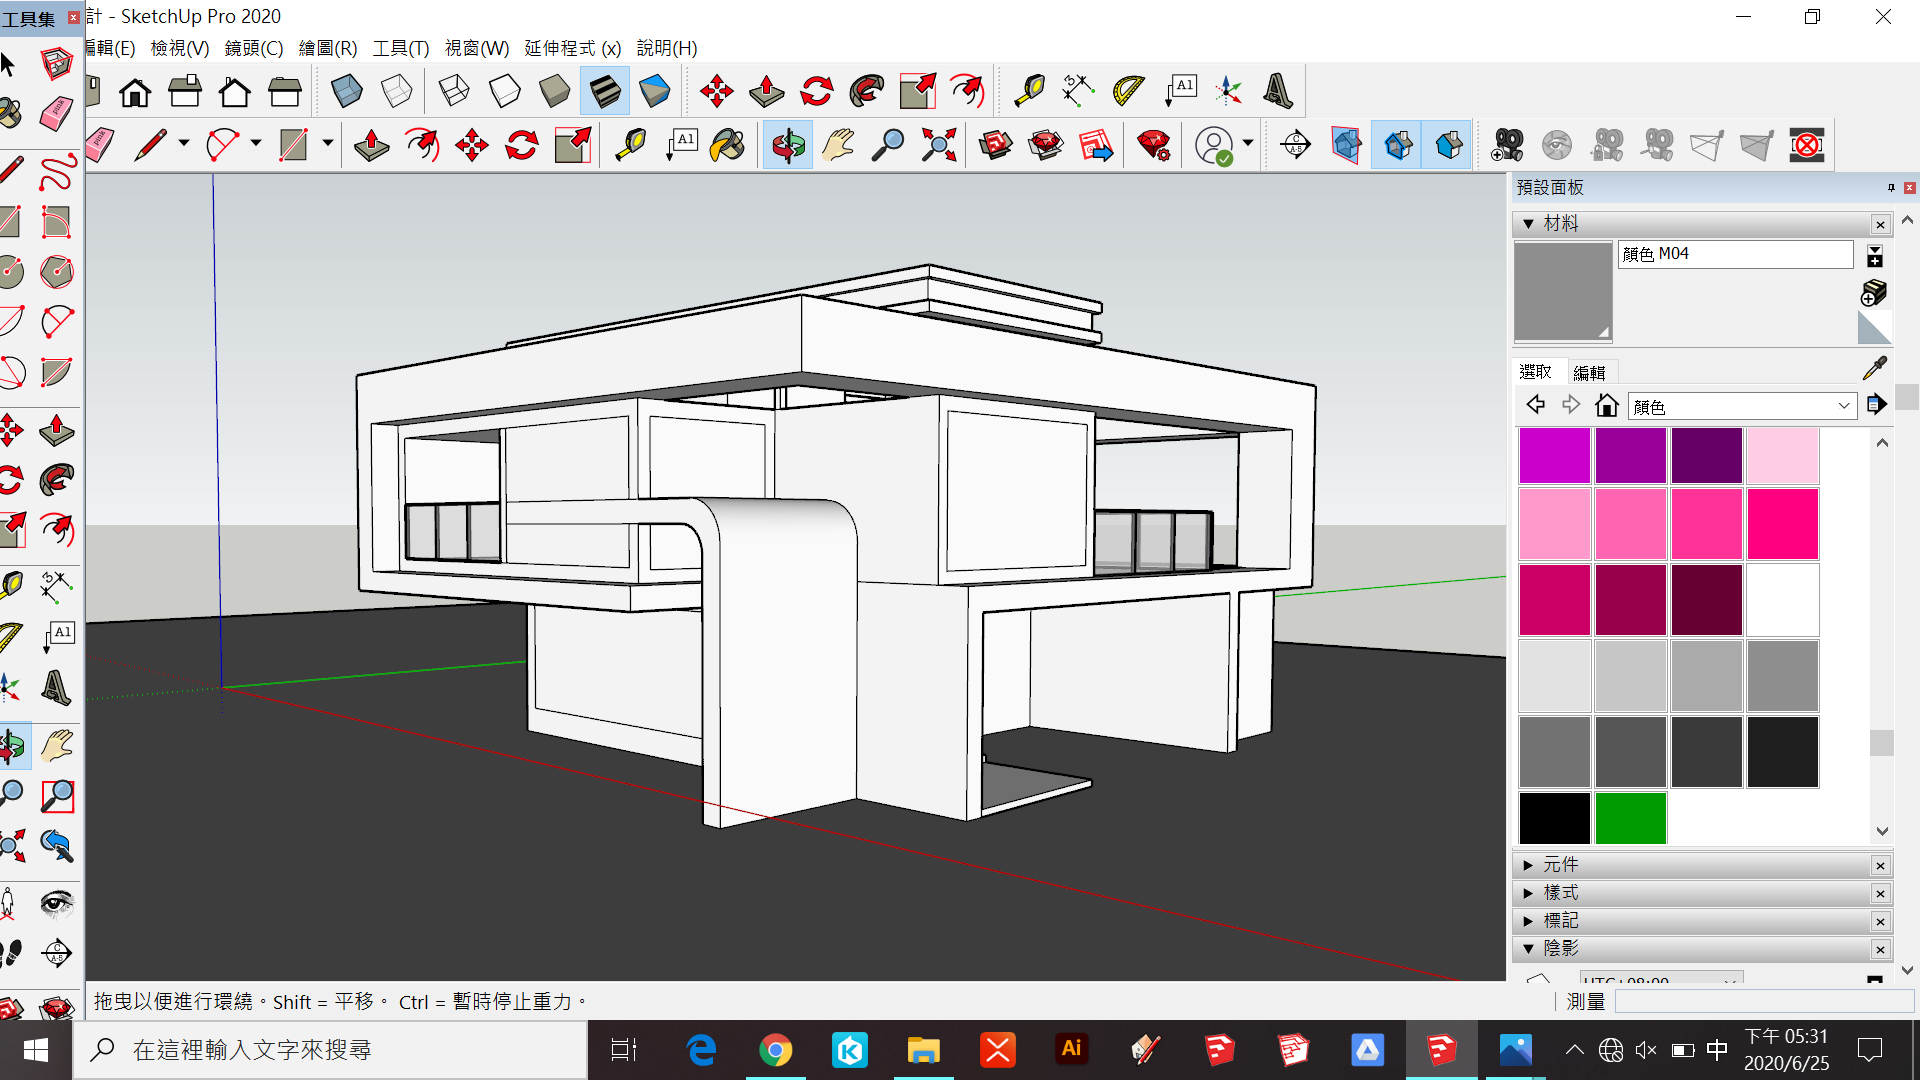 工具集
計 - SketchUp Pro 2020
編輯(E) 檢視(V) 鏡頭(C) 繪圖(R) 工具(T) 視窗(W) 延伸程式 (x) 說明(H)
預設面板
材料
顏色 M04
選取 編輯
顏色
元件
樣式
標記
陰影
UTC+08:00
拖曳以便進行環繞。Shift = 平移。 Ctrl = 暫時停止重力。
測量
在這裡輸入文字來搜尋
Ai
中
下午 05:31
2020/6/25